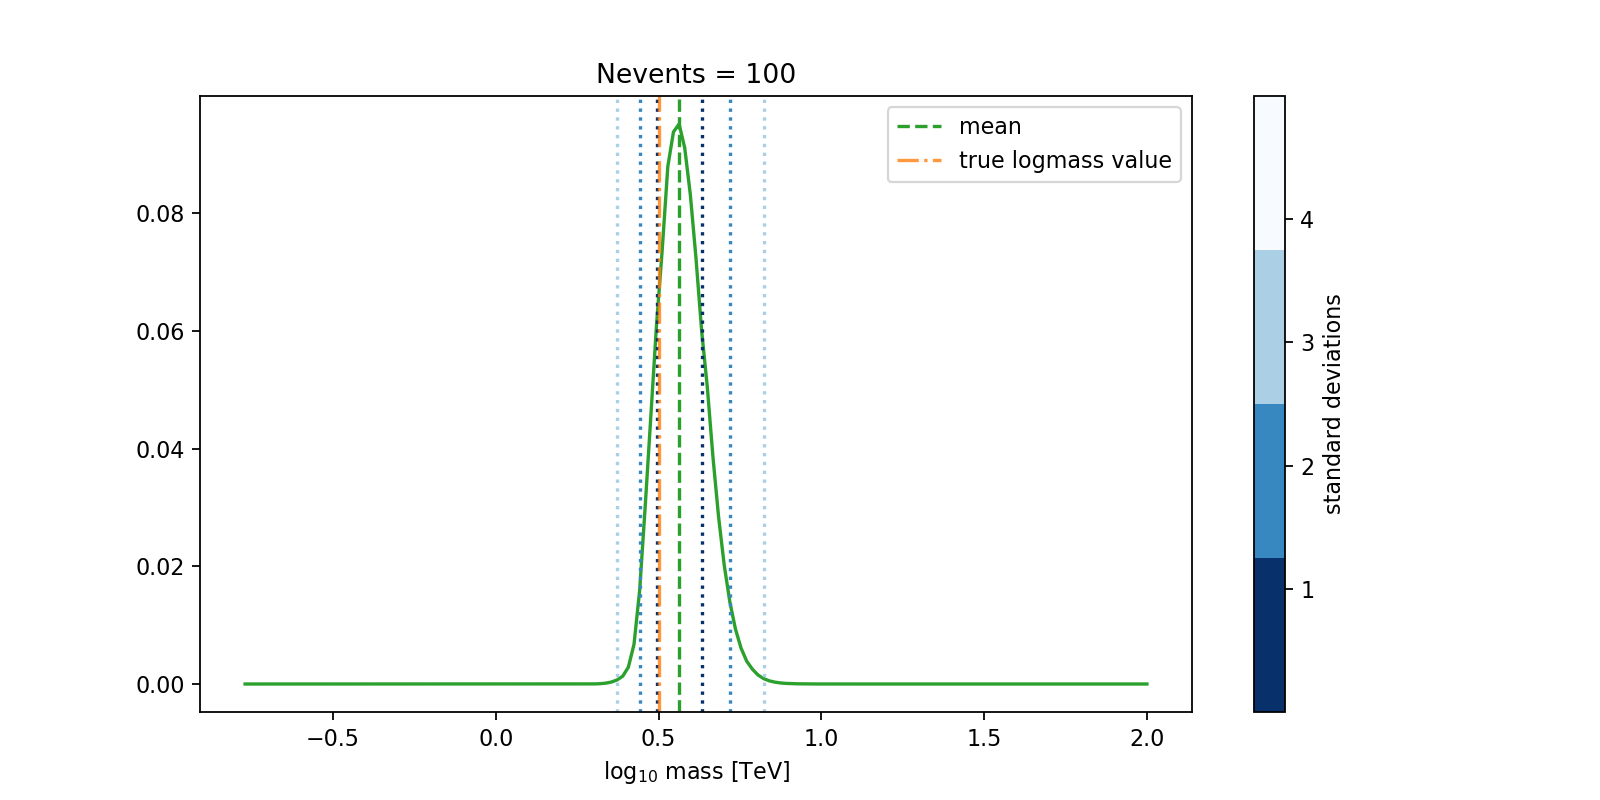 Nevents = 100
mean
true logmass value
0.08
0.06
0.04
0.02
0.00
−0.5 0.0 0.5 1.0 1.5 2.0
log₁₀ mass [TeV]
4
3
2
1
standard deviations